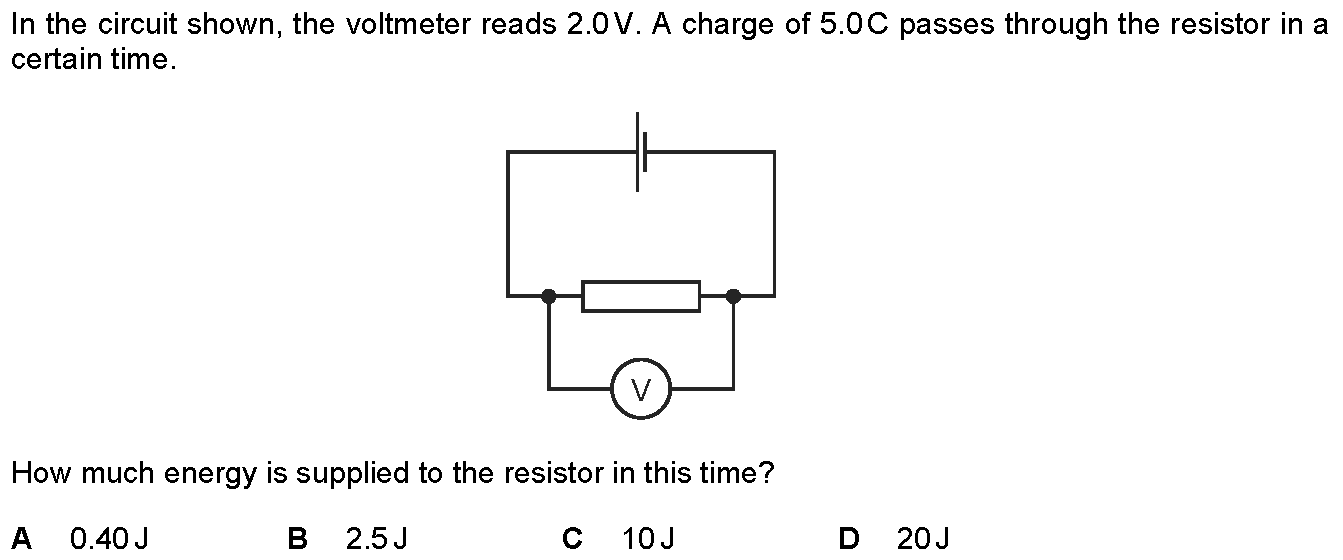 In the circuit shown, the voltmeter reads 2.0 V. A charge of 5.0 C passes through the resistor in a
certain time.
V
How much energy is supplied to the resistor in this time?
A 0.40 J B 2.5 J C 10 J D 20 J